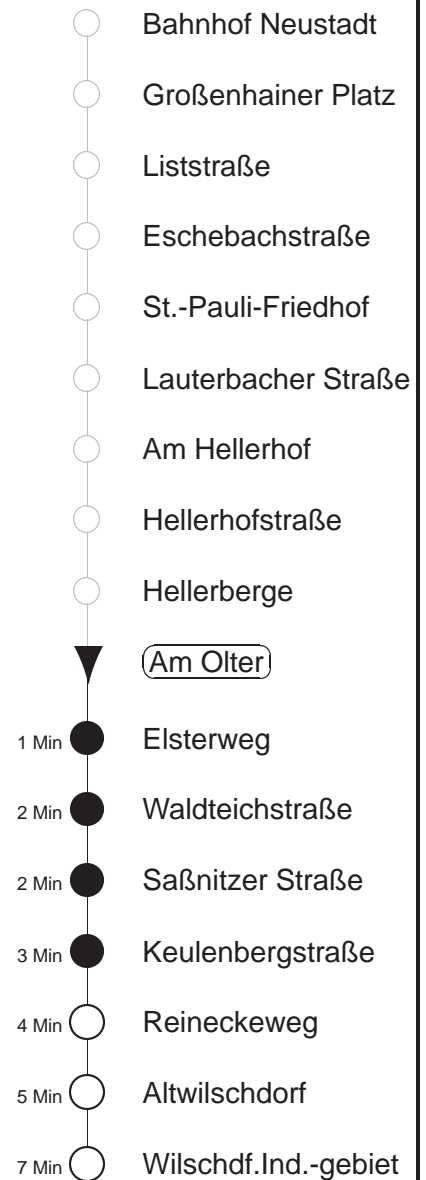 Bahnhof Neustadt
Großenhainer Platz
Liststraße
Eschebachstraße
St.-Pauli-Friedhof
Lauterbacher Straße
Am Hellerhof
Hellerhofstraße
Hellerberge
Am Olter
1 Min Elsterweg
2 Min Waldteichstraße
2 Min Saßnitzer Straße
3 Min Keulenbergstraße
4 Min Reineckeweg
5 Min Altwilschdorf
7 Min Wilschdf.Ind.-gebiet